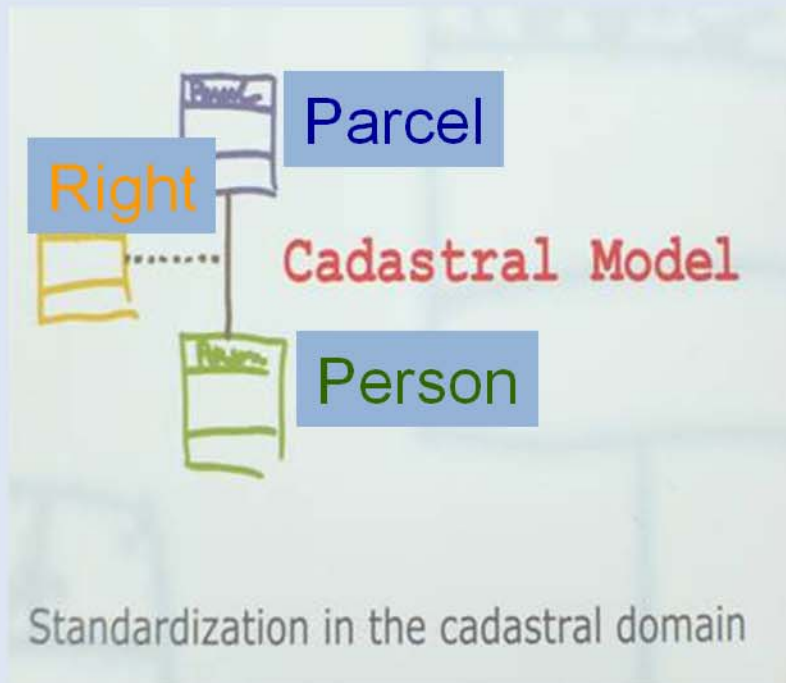 Parcel
Right
Cadastral Model
Person
Standardization in the cadastral domain